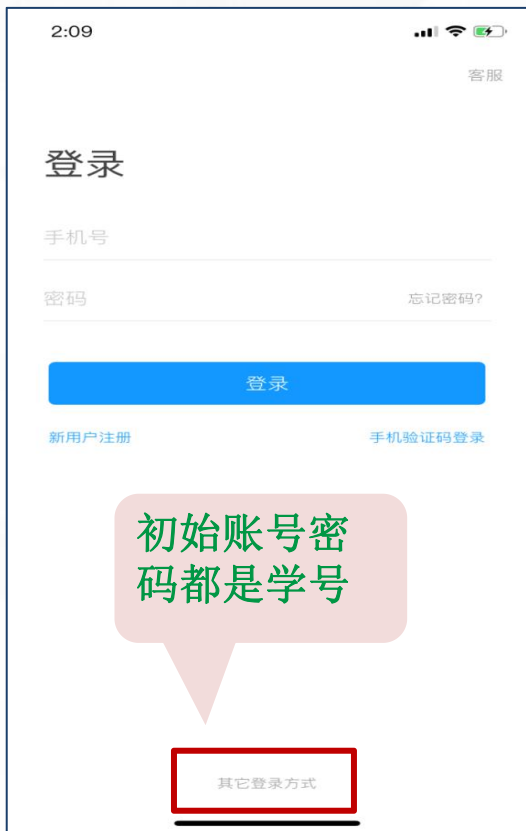 2:09
客服
登录
手机号
密码
忘记密码?
登录
新用户注册
手机验证码登录
初始账号密
码都是学号
其它登录方式